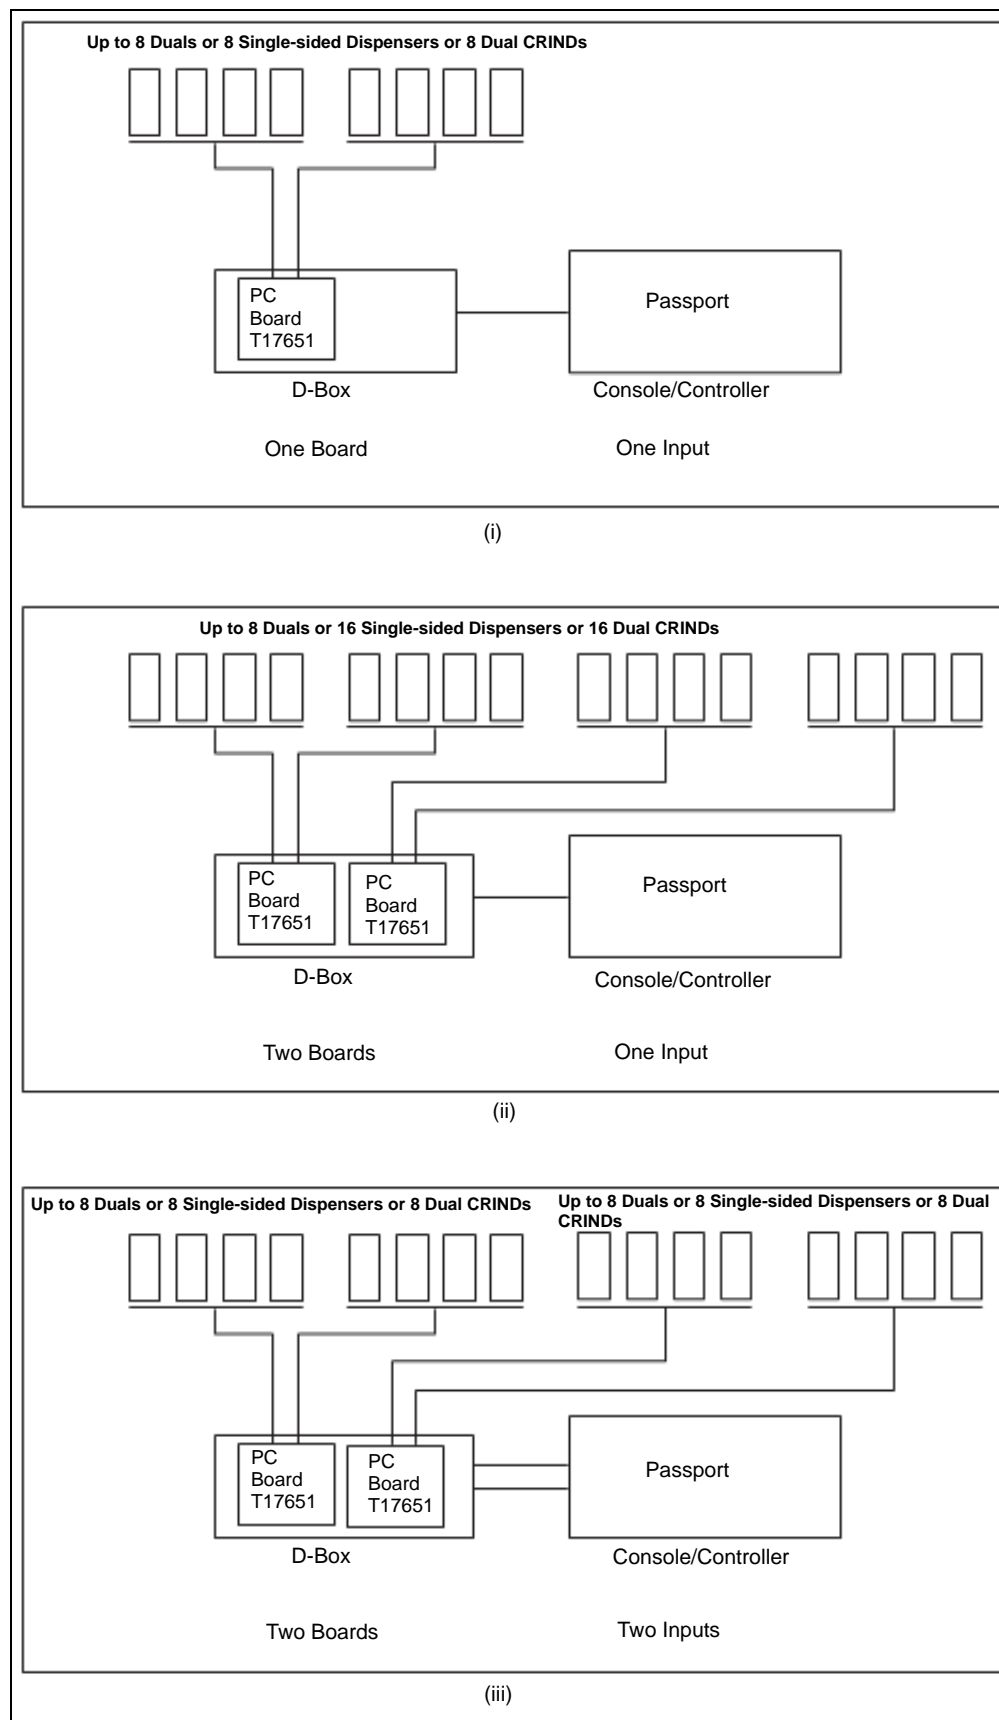 Up to 8 Duals or 8 Single-sided Dispensers or 8 Dual CRINDs
PC
Board
T17651
Passport
D-Box
Console/Controller
One Board
One Input
(i)
Up to 8 Duals or 16 Single-sided Dispensers or 16 Dual CRINDs
PC
Board
T17651
PC
Board
T17651
Passport
D-Box
Console/Controller
Two Boards
One Input
(ii)
Up to 8 Duals or 8 Single-sided Dispensers or 8 Dual CRINDs
Up to 8 Duals or 8 Single-sided Dispensers or 8 Dual
CRINDs
PC
Board
T17651
PC
Board
T17651
Passport
D-Box
Console/Controller
Two Boards
Two Inputs
(iii)